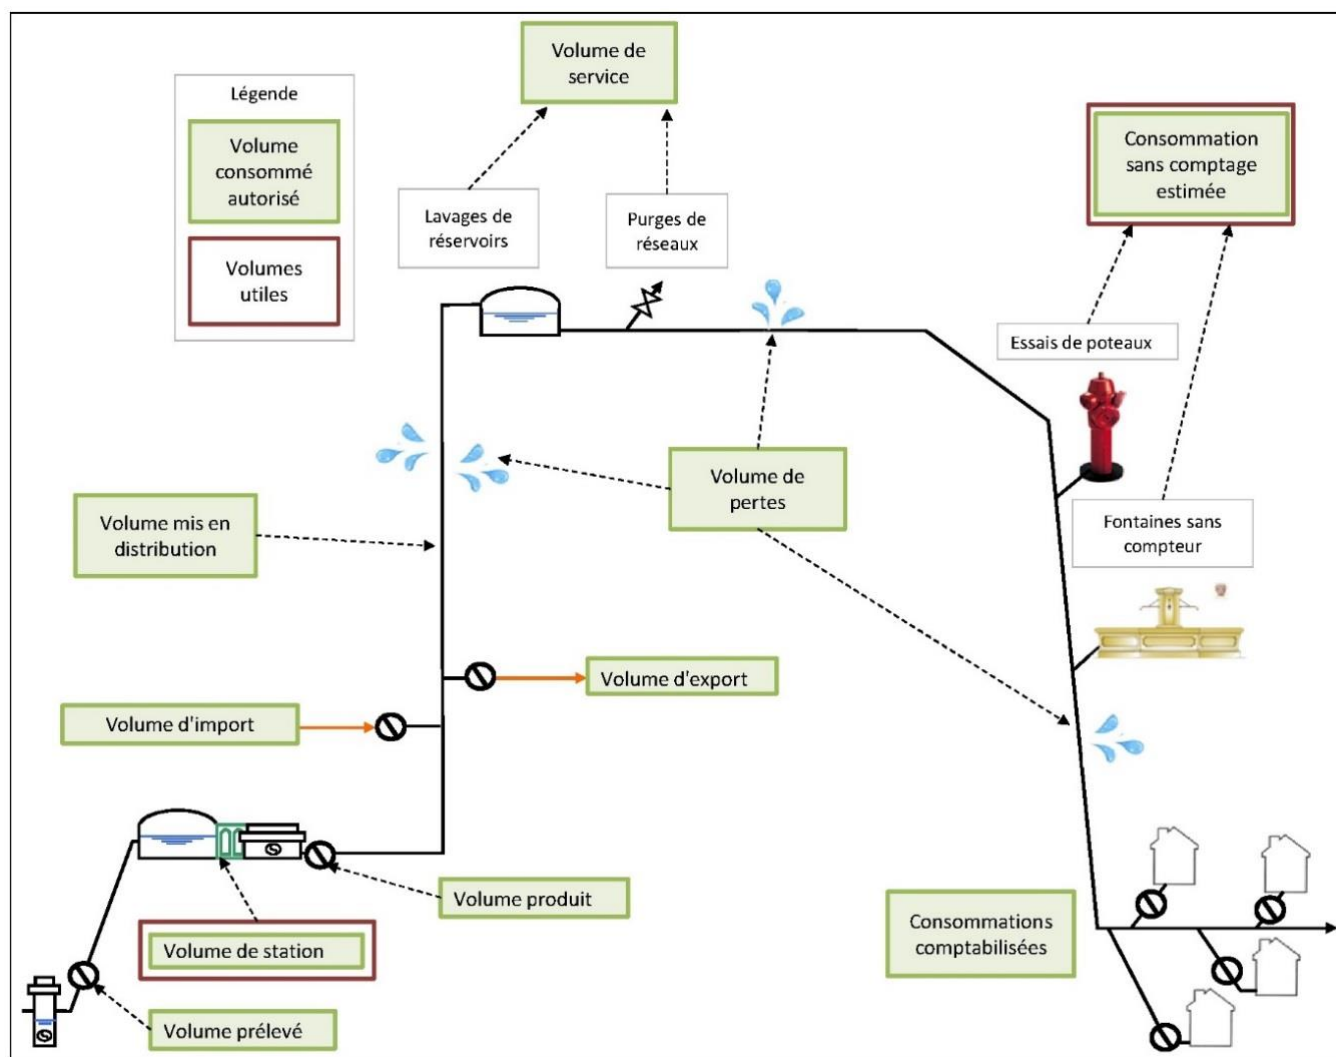 Volume de
service
Légende
Volume
consommé
autorisé
Volumes
utiles
Consommation
sans comptage
estimée
Lavages de
réservoirs
Purges de
réseaux
Essais de poteaux
Volume de
pertes
Volume mis en
distribution
Fontaines sans
compteur
Volume d'export
Volume d'import
Volume produit
Consommations
comptabilisées
Volume de station
Volume prélevé